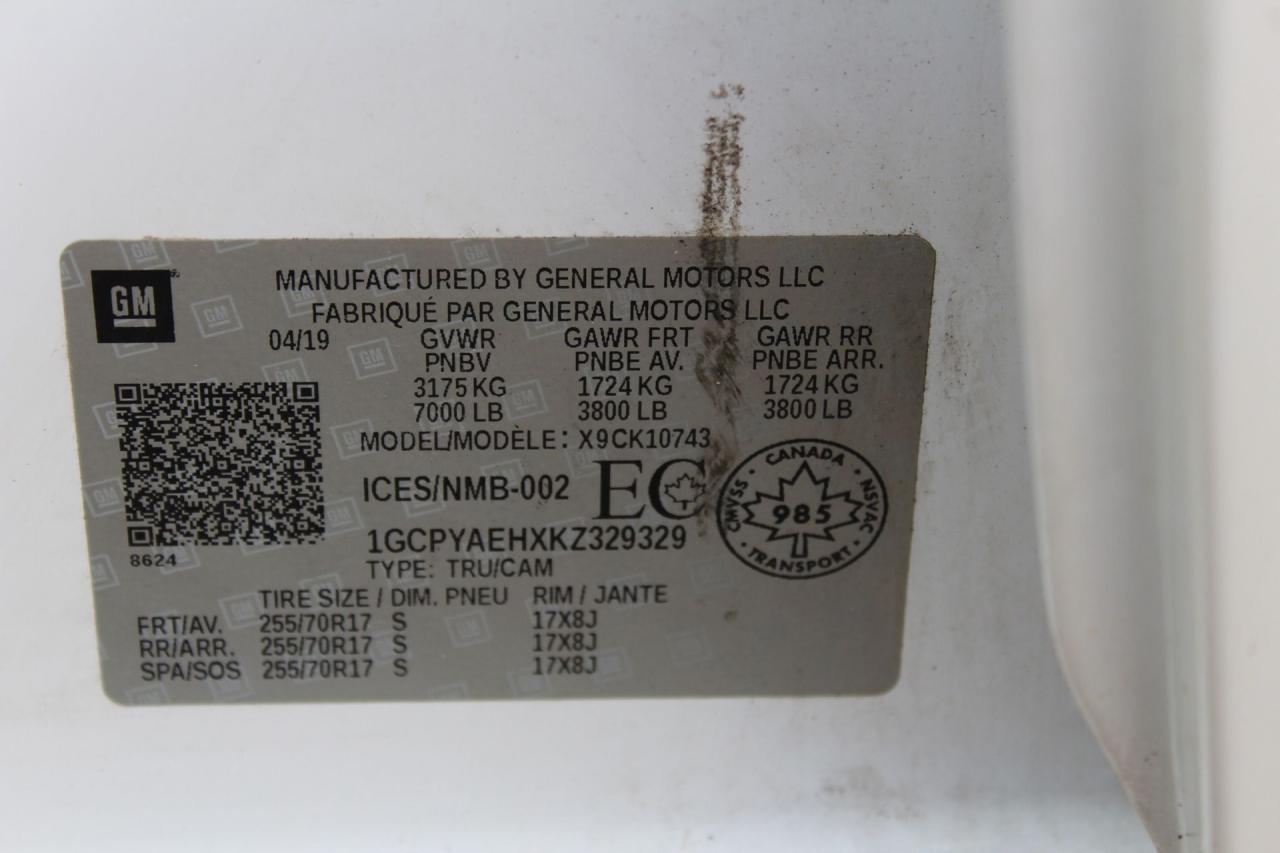 GM
MANUFACTURED BY GENERAL MOTORS LLC
FABRIQUÉ PAR GENERAL MOTORS LLC
04/19 GVWR GAWR FRT GAWR RR
PNBV PNBE AV. PNBE ARR.
3175 KG 1724 KG 1724 KG
7000 LB 3800 LB 3800 LB
MODEL/MODÈLE: X9CK10743
ICES/NMB-002 EC
CANADA
CMVSS 985 NSVAC
TRANSPORT
1GCPYAEHXKZ329329
8624
TYPE: TRU/CAM
TIRE SIZE / DIM. PNEU RIM / JANTE
FRT/AV. 255/70R17 S 17X8J
RR/ARR. 255/70R17 S 17X8J
SPA/SOS 255/70R17 S 17X8J